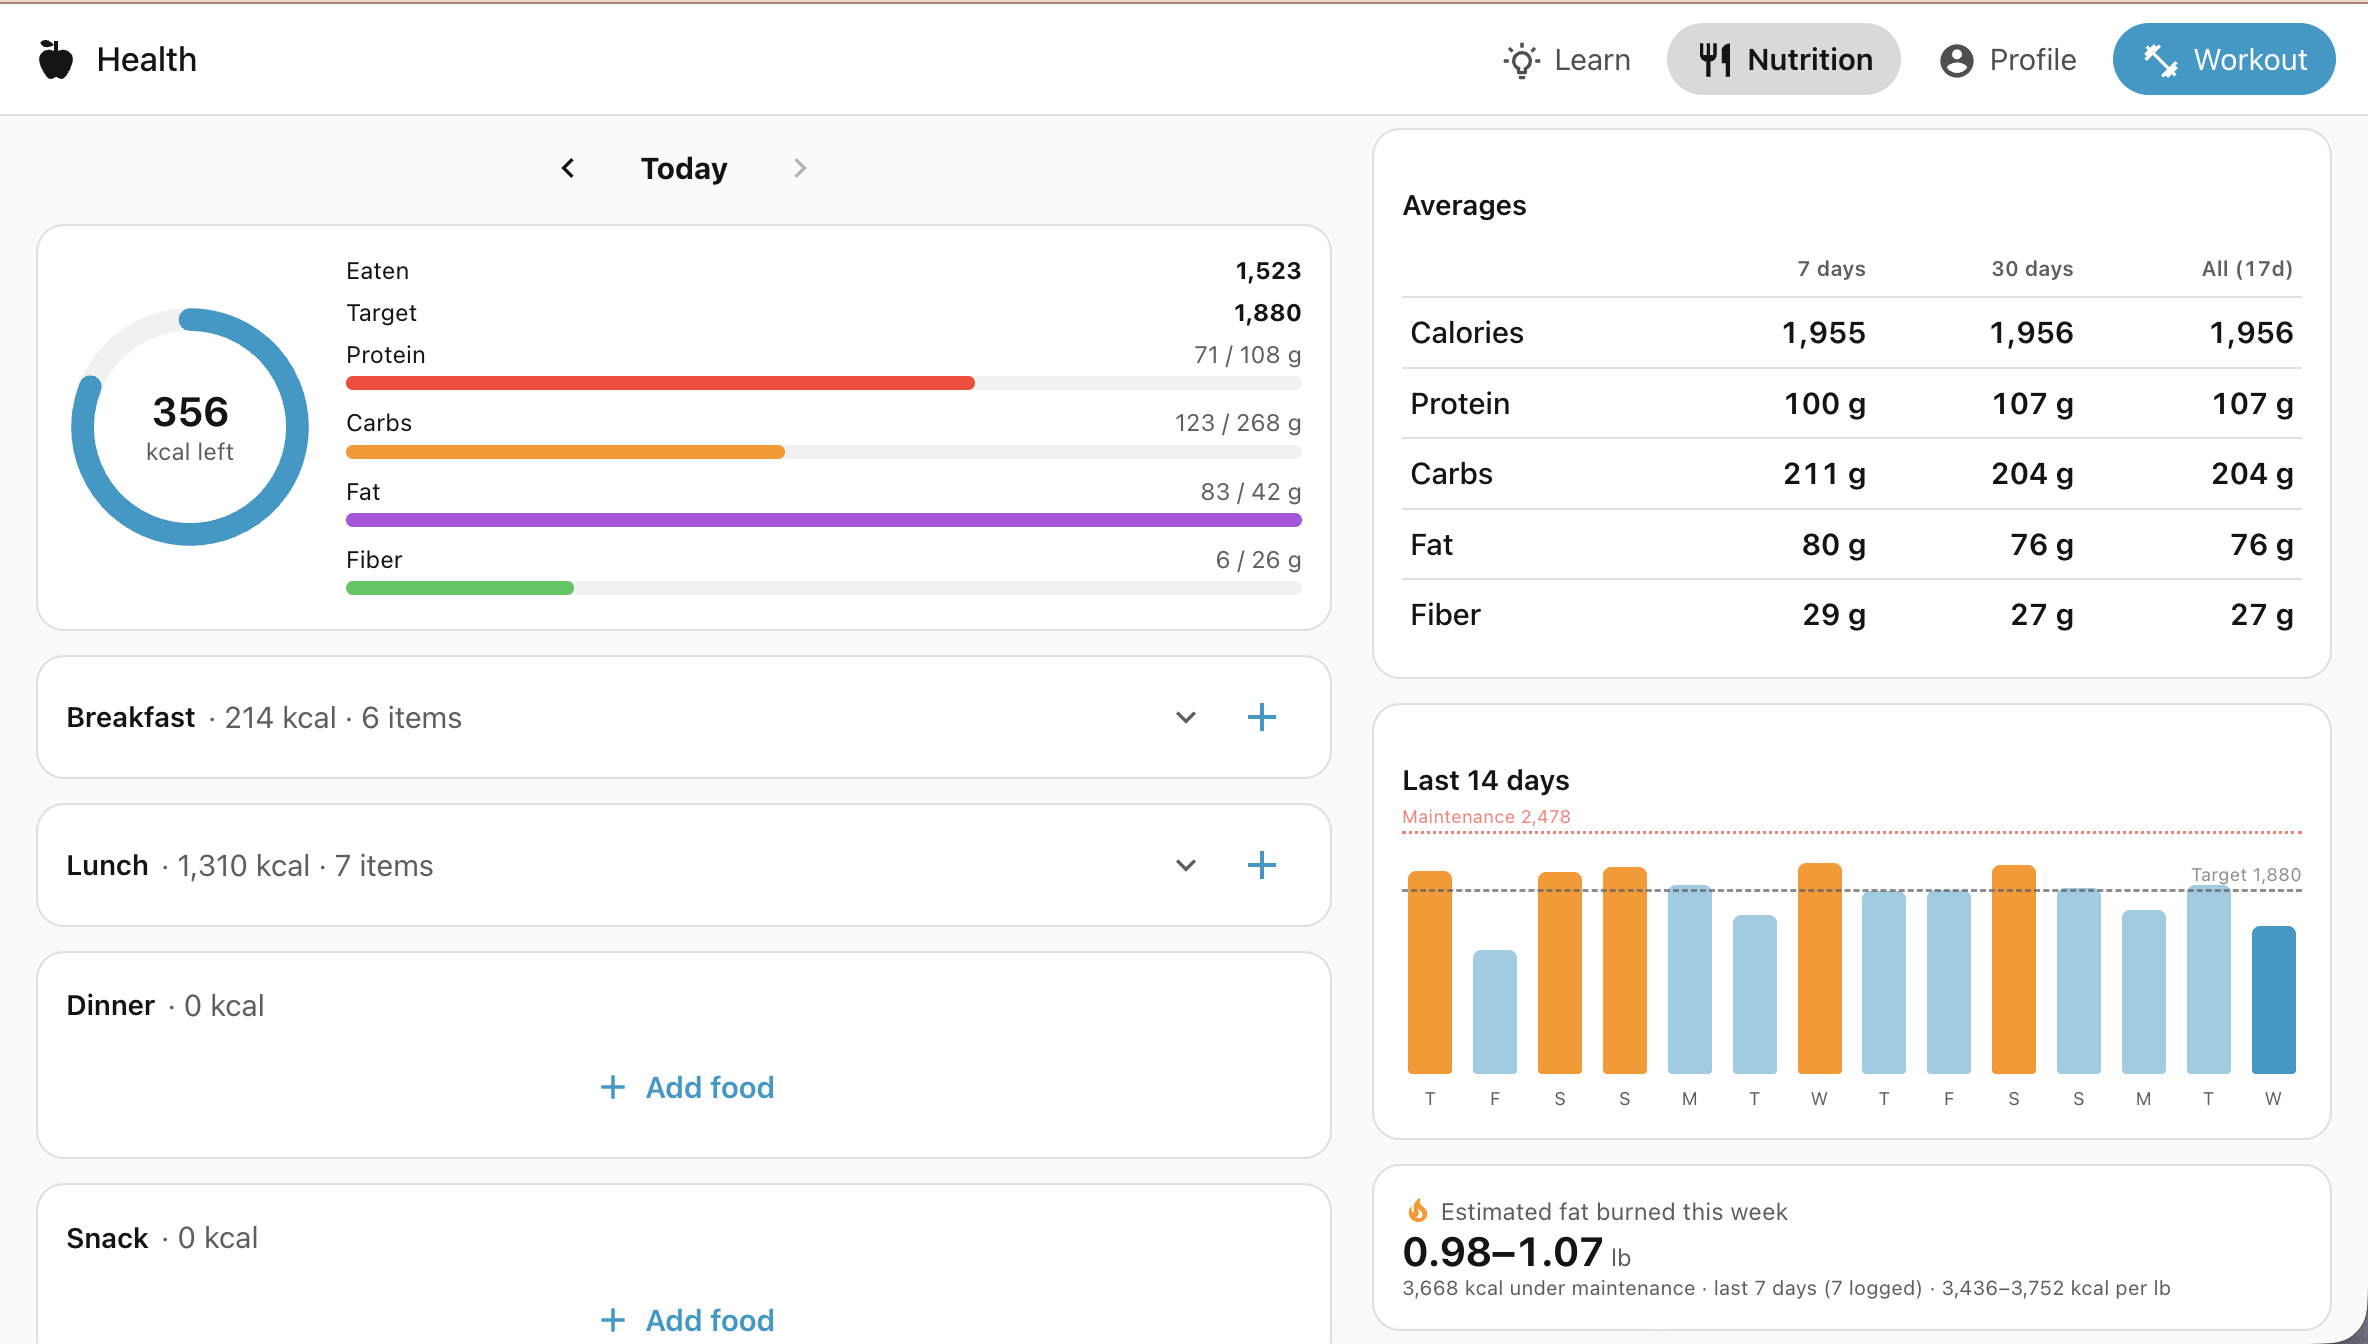 Health
Learn
Nutrition
Profile
Workout
Today
356
kcal left
Eaten 1,523
Target 1,880
Protein 71 / 108 g
Carbs 123 / 268 g
Fat 83 / 42 g
Fiber 6 / 26 g
Breakfast · 214 kcal · 6 items
Lunch · 1,310 kcal · 7 items
Dinner · 0 kcal
+ Add food
Snack · 0 kcal
+ Add food
Averages
7 days 30 days All (17d)
Calories 1,955 1,956 1,956
Protein 100 g 107 g 107 g
Carbs 211 g 204 g 204 g
Fat 80 g 76 g 76 g
Fiber 29 g 27 g 27 g
Last 14 days
Maintenance 2,478
Target 1,880
T F S S M T W T F S S M T W
Estimated fat burned this week
0.98–1.07 lb
3,668 kcal under maintenance · last 7 days (7 logged) · 3,436–3,752 kcal per lb